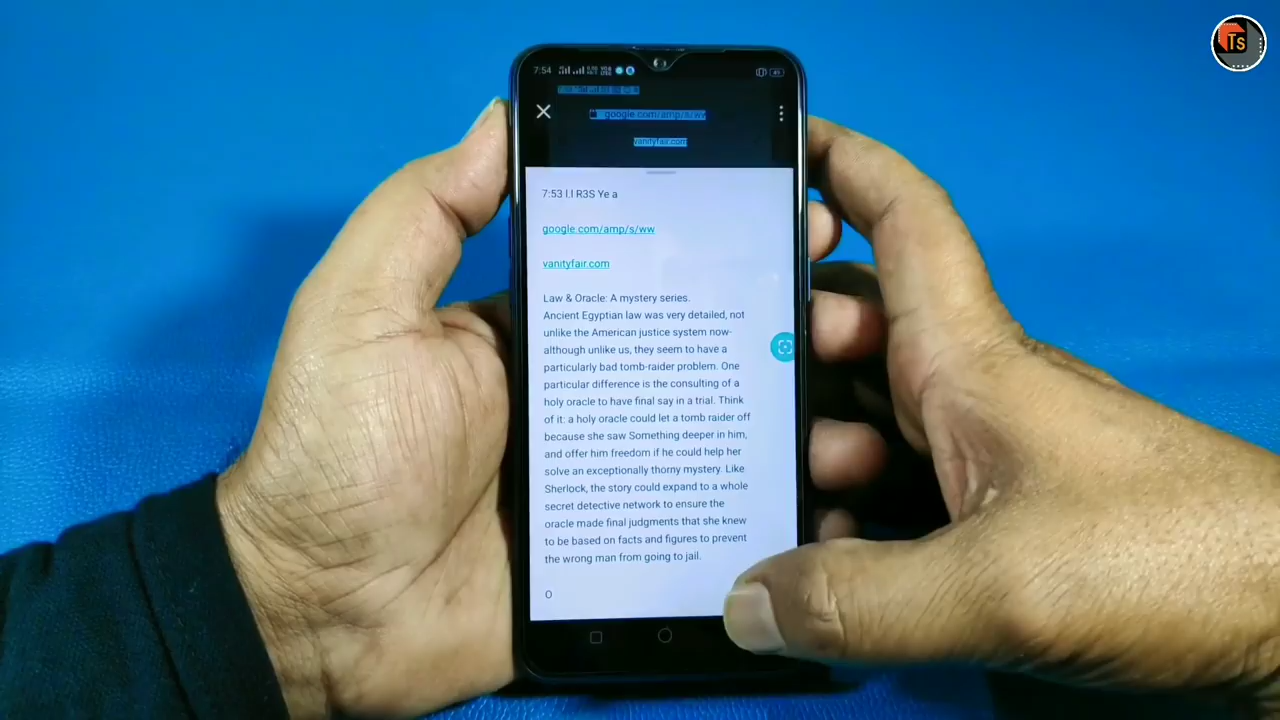 Ts
7:54
google.com/amp/s/ww
vanityfair.com
7:53 I.I R3S Ye a
google.com/amp/s/ww
vanityfair.com
Law & Oracle: A mystery series.
Ancient Egyptian law was very detailed, not
unlike the American justice system now-
although unlike us, they seem to have a
particularly bad tomb-raider problem. One
particular difference is the consulting of a
holy oracle to have final say in a trial. Think
of it: a holy oracle could let a tomb raider off
because she saw Something deeper in him,
and offer him freedom if he could help her
solve an exceptionally thorny mystery. Like
Sherlock, the story could expand to a whole
secret detective network to ensure the
oracle made final judgments that she knew
to be based on facts and figures to prevent
the wrong man from going to jail.
O